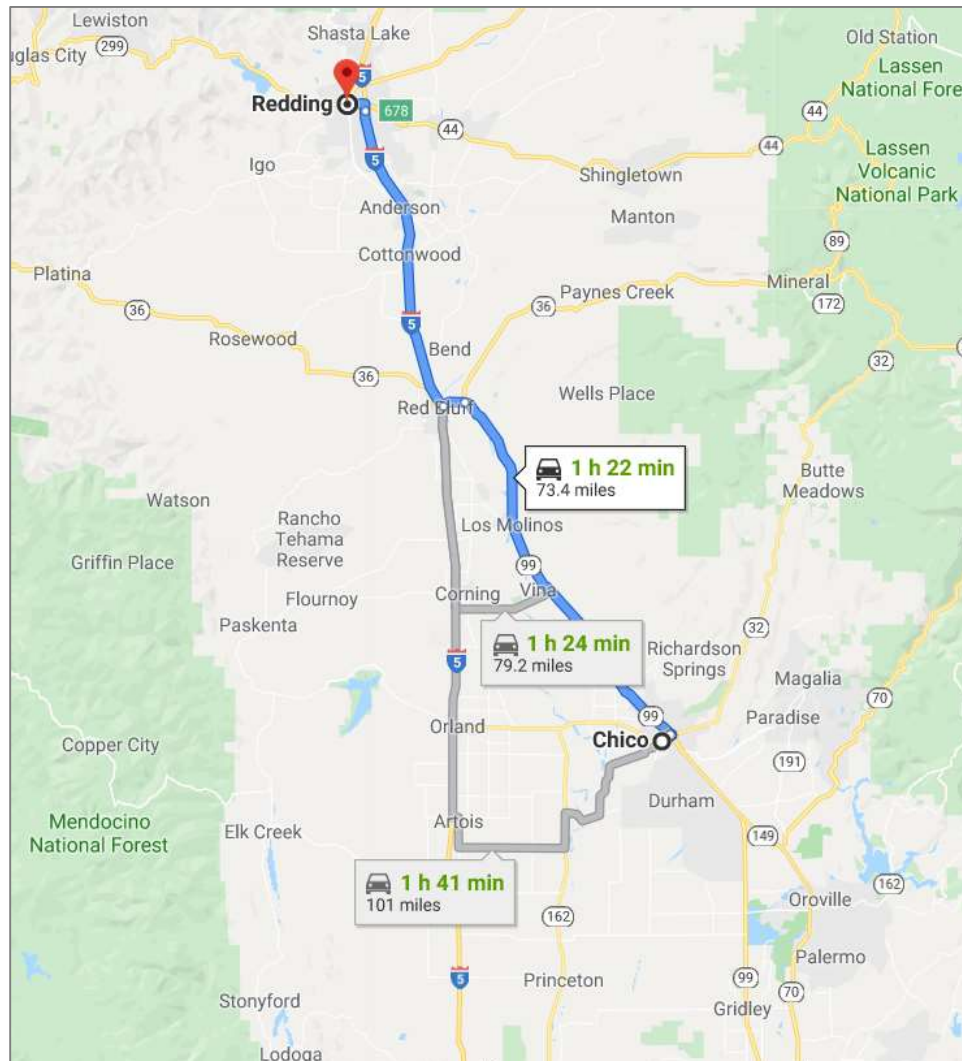 Lewiston
299
Shasta Lake
uglas City
5
Old Station
Lassen
National Fore
Redding
678
44
44
44
5
Lassen
Volcanic
National Park
Igo
Shingletown
Anderson
Manton
Cottonwood
89
Platina
Mineral
36
Paynes Creek
172
36
5
Rosewood
Bend
32
36
Wells Place
Red Bluff
1 h 22 min
73.4 miles
Butte
Meadows
Watson
Rancho
Tehama
Reserve
Los Molinos
Griffin Place
99
Flournoy
Corning
Vina
Paskenta
1 h 24 min
79.2 miles
32
Richardson
Springs
5
Magalia
70
Orland
99
Paradise
Copper City
Chico
191
Durham
Mendocino
National Forest
Elk Creek
Artois
149
1 h 41 min
101 miles
162
Oroville
162
Palermo
5
Princeton
99
70
Stonyford
Gridley
Lodoga